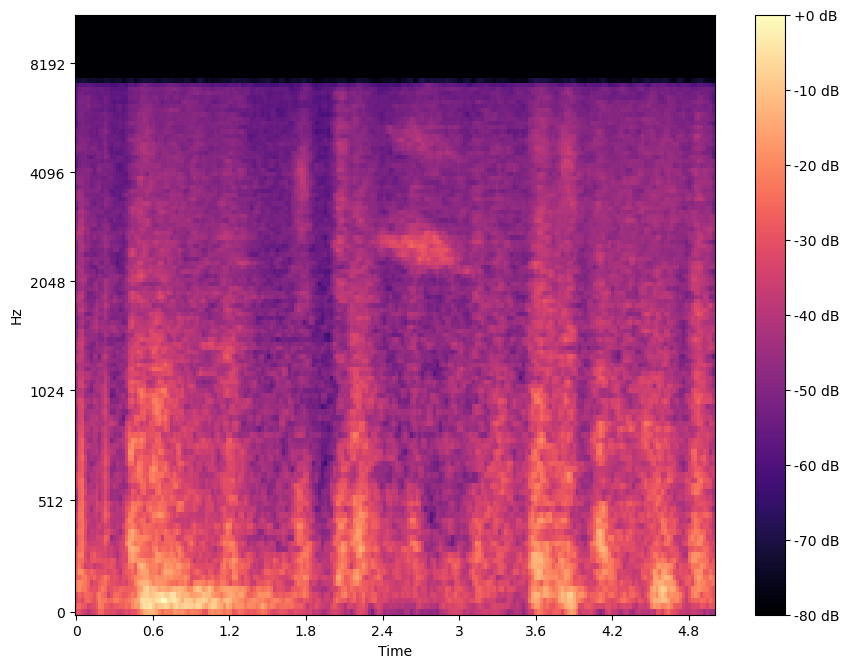 +0 dB
8192
-10 dB
4096
-20 dB
-30 dB
2048
Hz
-40 dB
1024
-50 dB
512
-60 dB
-70 dB
0
-80 dB
0 0.6 1.2 1.8 2.4 3 3.6 4.2 4.8
Time